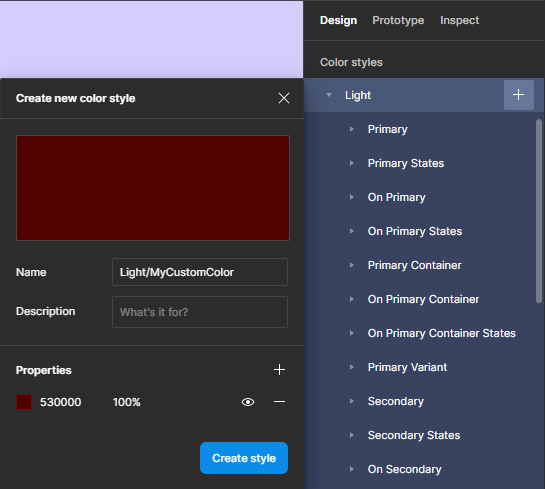 Design Prototype Inspect
Color styles
Light
Primary
Primary States
On Primary
On Primary States
Primary Container
On Primary Container
On Primary Container States
Primary Variant
Secondary
Secondary States
On Secondary
Create new color style
Name Light/MyCustomColor
Description What's it for?
Properties
530000 100%
Create style